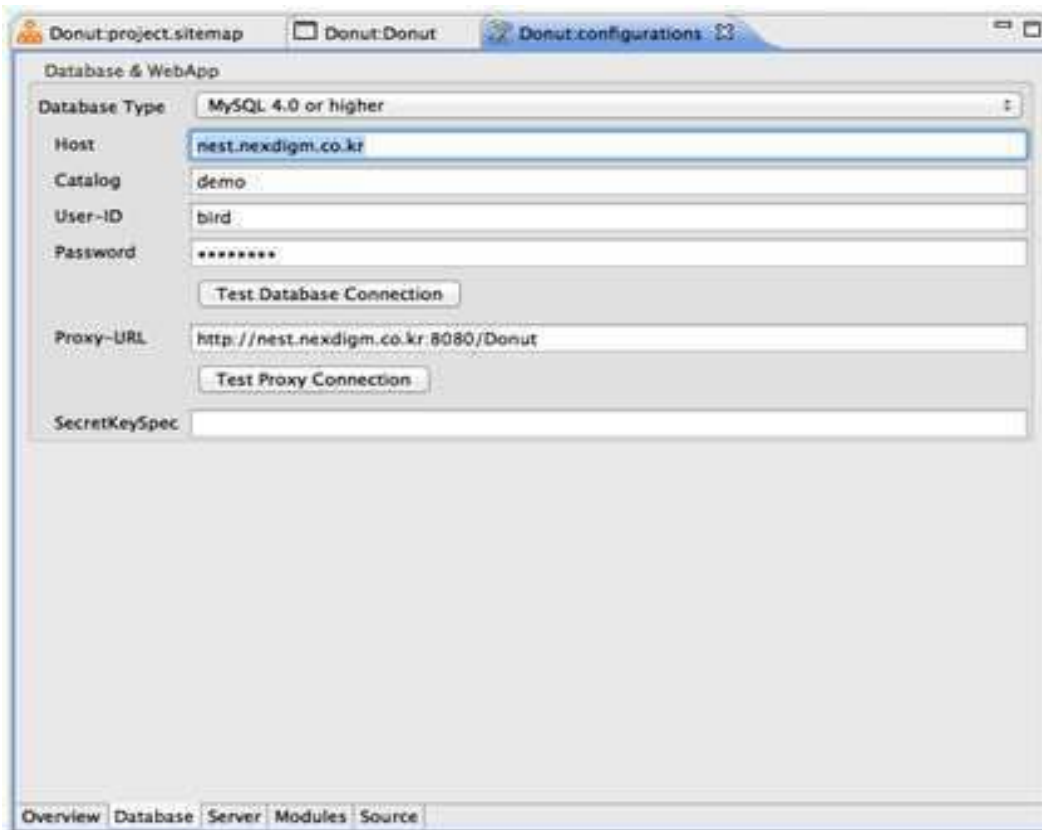 Donut:project.sitemap Donut:Donut Donut:configurations
Database & WebApp
Database Type MySQL 4.0 or higher
Host nest.nexdigm.co.kr
Catalog demo
User-ID bird
Password ••••••••
Test Database Connection
Proxy-URL http://nest.nexdigm.co.kr:8080/Donut
Test Proxy Connection
SecretKeySpec
Overview Database Server Modules Source